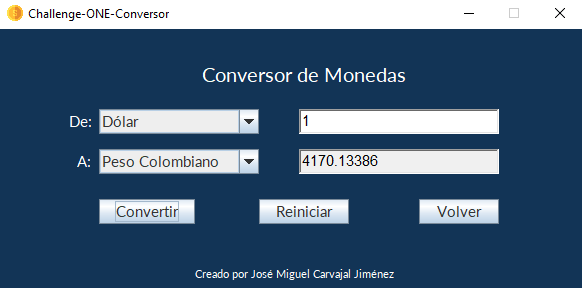 Challenge-ONE-Conversor
Conversor de Monedas
De: Dólar 1
A: Peso Colombiano 4170.13386
Convertir Reiniciar Volver
Creado por José Miguel Carvajal Jiménez